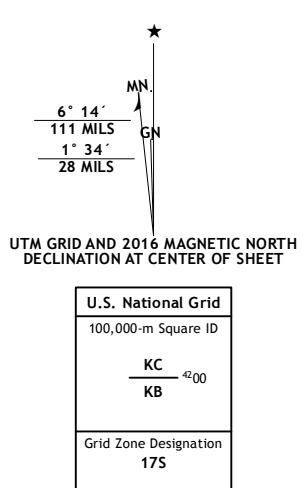 MN.
6° 14´
111 MILS
GN
1° 34´
28 MILS
UTM GRID AND 2016 MAGNETIC NORTH
DECLINATION AT CENTER OF SHEET
U.S. National Grid
100,000-m Square ID
KC
4200
KB
Grid Zone Designation
17S